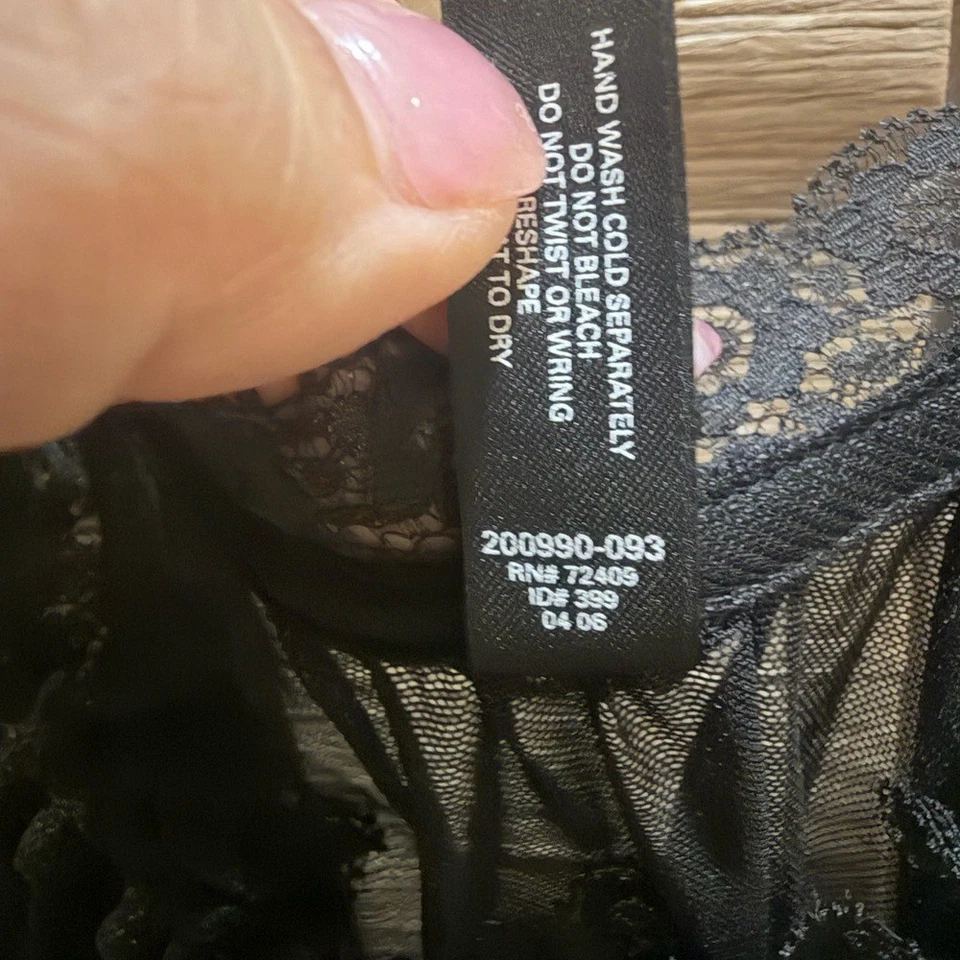 HAND WASH COLD SEPARATELY
DO NOT BLEACH
DO NOT TWIST OR WRING
RESHAPE
TO DRY
200990-093
RN# 72409
ID# 399
04 06